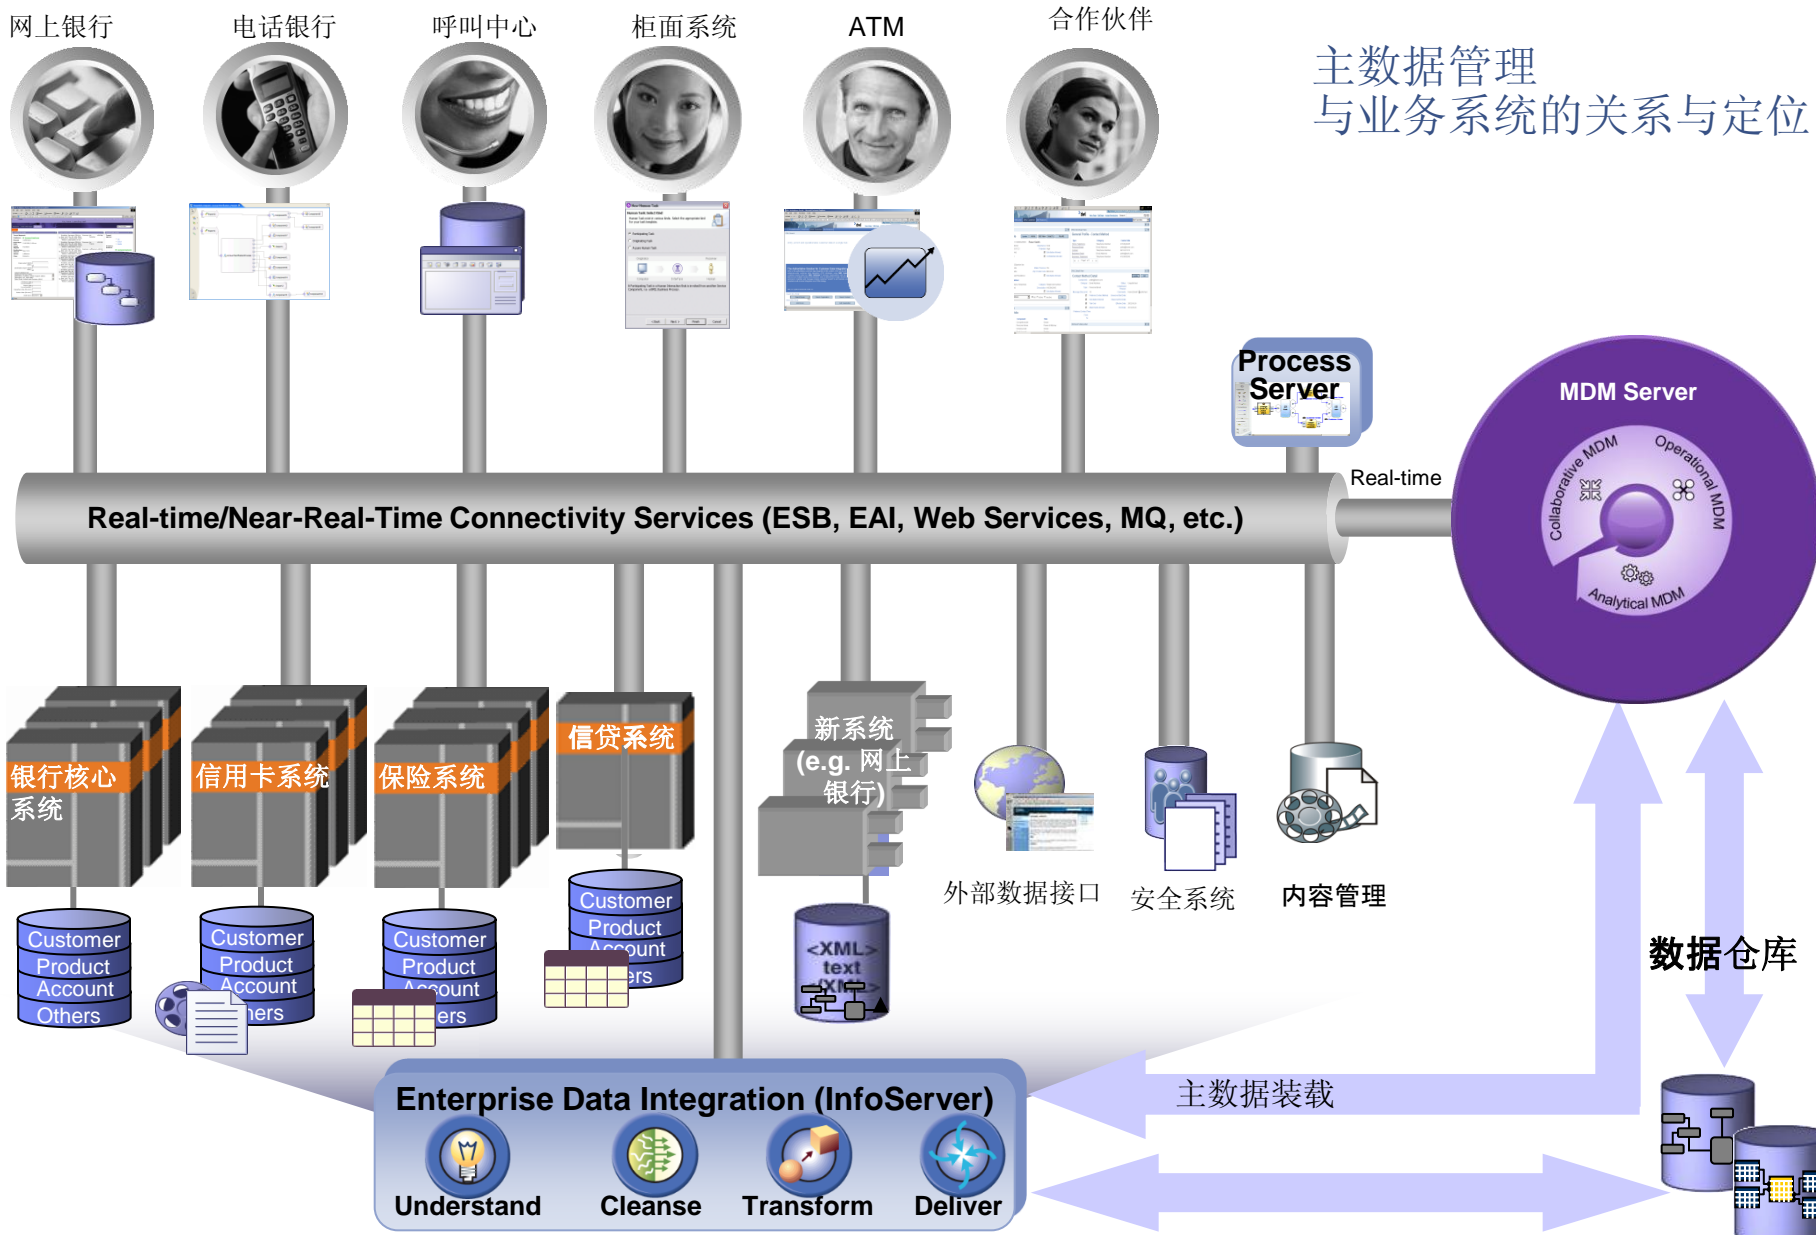 网上银行
电话银行
呼叫中心
柜面系统
ATM
合作伙伴
主数据管理
与业务系统的关系与定位
Process
Server
MDM Server
Collaborative MDM
Operational MDM
Analytical MDM
Real-time
Real-time/Near-Real-Time Connectivity Services (ESB, EAI, Web Services, MQ, etc.)
银行核心
系统
信用卡系统
保险系统
信贷系统
新系统
(e.g. 网上
银行)
外部数据接口
安全系统
内容管理
Customer
Product
Account
Others
Customer
Product
Account
hers
Customer
Product
Account
ers
Customer
Product
Account
ers
<XML>
text
</XML>
数据仓库
主数据装载
Enterprise Data Integration (InfoServer)
Understand
Cleanse
Transform
Deliver